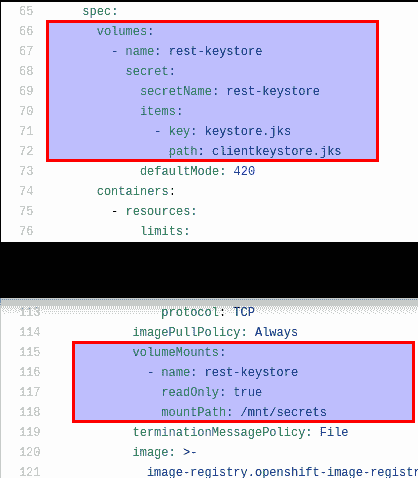 65 spec:
66 volumes:
67 - name: rest-keystore
68 secret:
69 secretName: rest-keystore
70 items:
71 - key: keystore.jks
72 path: clientkeystore.jks
73 defaultMode: 420
74 containers:
75 - resources:
76 limits:
113 protocol: TCP
114 imagePullPolicy: Always
115 volumeMounts:
116 - name: rest-keystore
117 readOnly: true
118 mountPath: /mnt/secrets
119 terminationMessagePolicy: File
120 image: >-
121 image-registry.openshift-image-registr